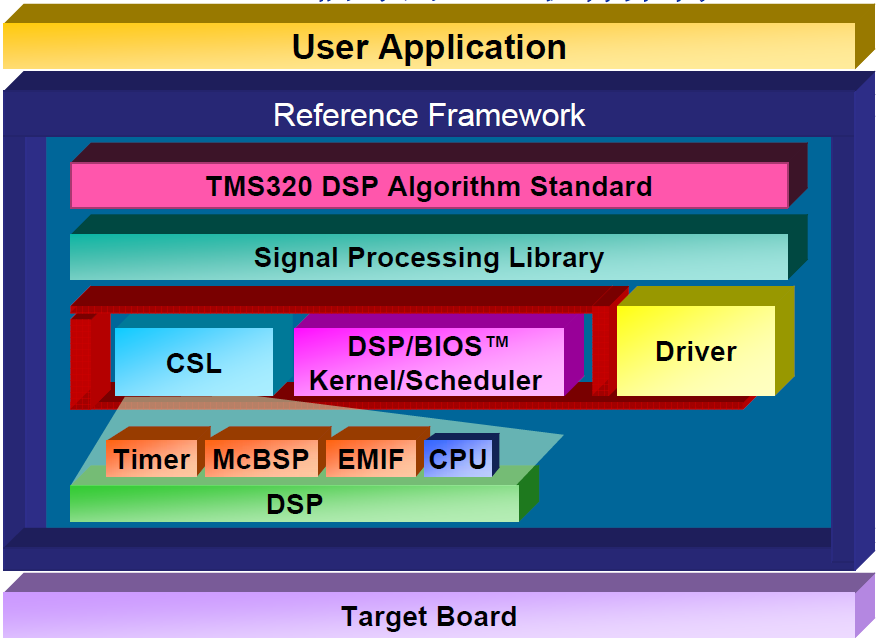 User Application
Reference Framework
TMS320 DSP Algorithm Standard
Signal Processing Library
CSL
DSP/BIOS™
Kernel/Scheduler
Driver
Timer McBSP EMIF CPU
DSP
Target Board